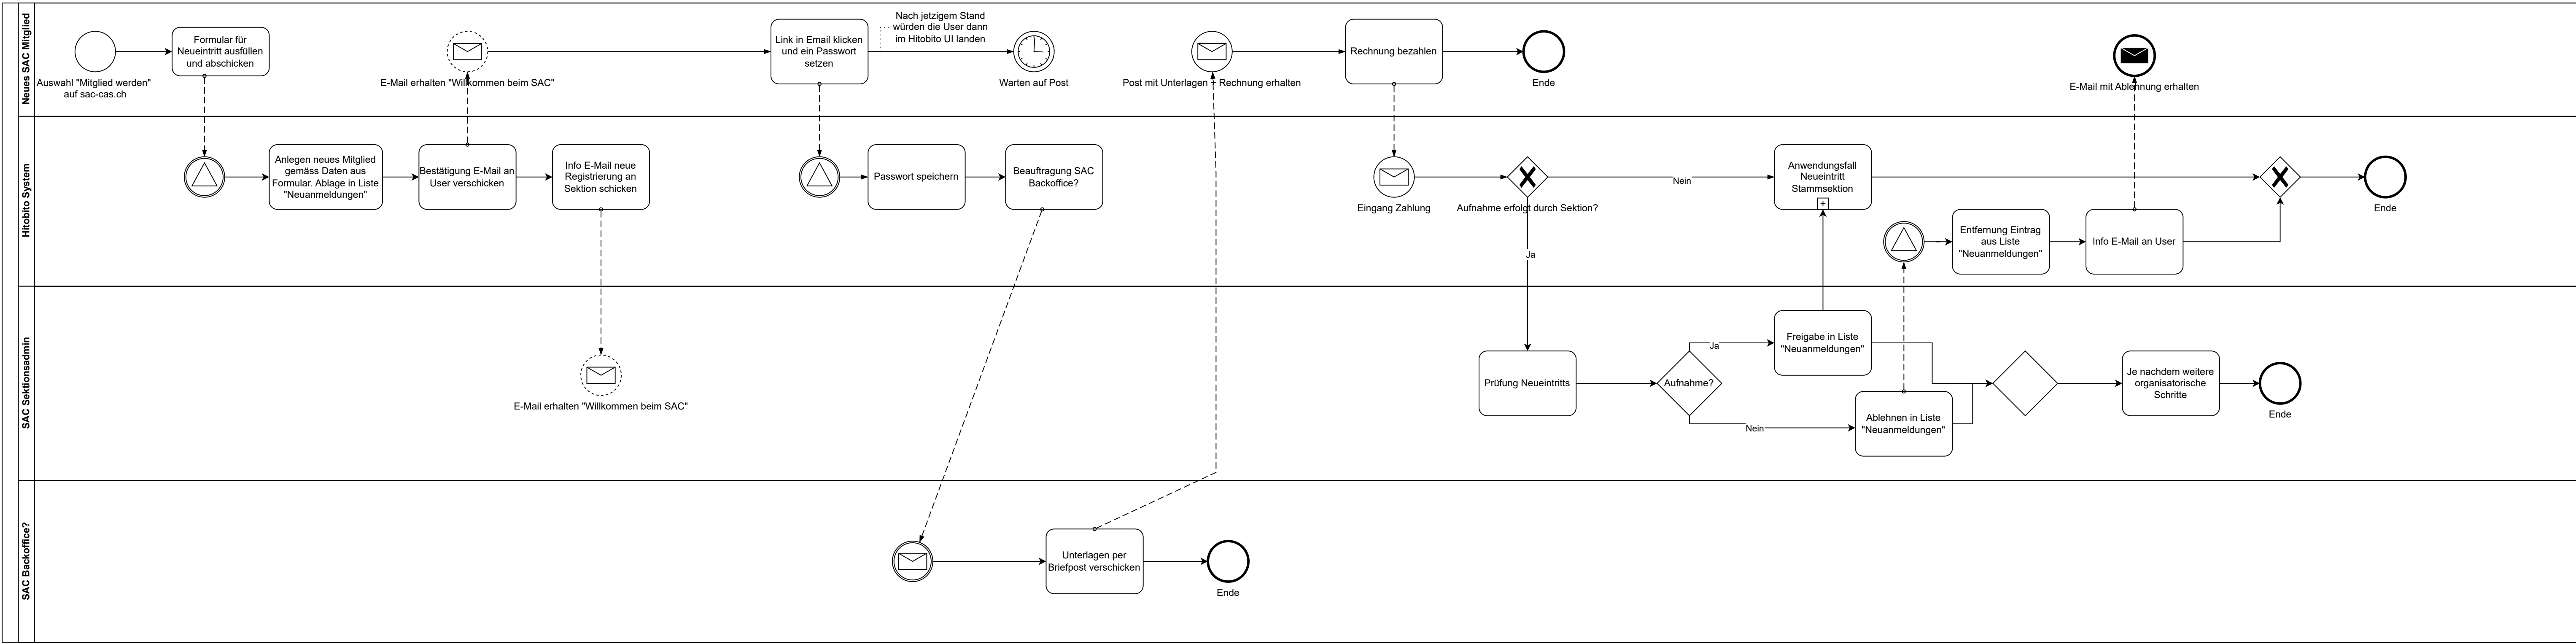 Neues SAC Mitglied
Auswahl "Mitglied werden"
auf sac-cas.ch
Formular für
Neueintritt ausfüllen
und abschicken
E-Mail erhalten "Willkommen beim SAC"
Link in Email klicken
und ein Passwort
setzen
Nach jetzigem Stand
würden die User dann
im Hitobito UI landen
Warten auf Post
Post mit Unterlagen + Rechnung erhalten
Rechnung bezahlen
Ende
E-Mail mit Ablehnung erhalten
Hitobito System
Anlegen neues Mitglied
gemäss Daten aus
Formular. Ablage in Liste
"Neuanmeldungen"
Bestätigung E-Mail an
User verschicken
Info E-Mail neue
Registrierung an
Sektion schicken
Passwort speichern
Beauftragung SAC
Backoffice?
Eingang Zahlung
Aufnahme erfolgt durch Sektion?
Nein
Ja
Anwendungsfall
Neueintritt
Stammsektion
Entfernung Eintrag
aus Liste
"Neuanmeldungen"
Info E-Mail an User
Ende
SAC Sektionsadmin
E-Mail erhalten "Willkommen beim SAC"
Prüfung Neueintritts
Aufnahme?
Ja
Nein
Freigabe in Liste
"Neuanmeldungen"
Ablehnen in Liste
"Neuanmeldungen"
Je nachdem weitere
organisatorische
Schritte
Ende
SAC Backoffice?
Unterlagen per
Briefpost verschicken
Ende